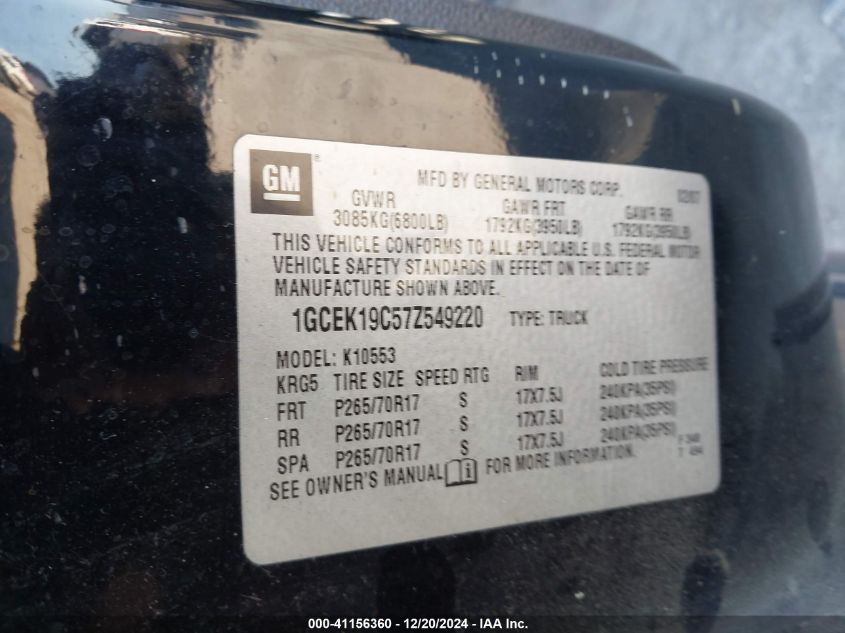 GM ®
MFD BY GENERAL MOTORS CORP. 02/07
GVWR GAWR FRT GAWR RR
3085KG(6800LB) 1792KG(3950LB) 1792KG(3950LB)
THIS VEHICLE CONFORMS TO ALL APPLICABLE U.S. FEDERAL MOTOR
VEHICLE SAFETY STANDARDS IN EFFECT ON THE DATE OF
MANUFACTURE SHOWN ABOVE.
1GCEK19C57Z549220 TYPE: TRUCK
MODEL: K10553
KRG5 TIRE SIZE SPEED RTG RIM COLD TIRE PRESSURE
FRT P265/70R17 S 17X7.5J 240KPA(35PSI)
RR P265/70R17 S 17X7.5J 240KPA(35PSI)
SPA P265/70R17 S 17X7.5J 240KPA(35PSI)
SEE OWNER'S MANUAL i FOR MORE INFORMATION.
000-41156360 - 12/20/2024 - IAA Inc.